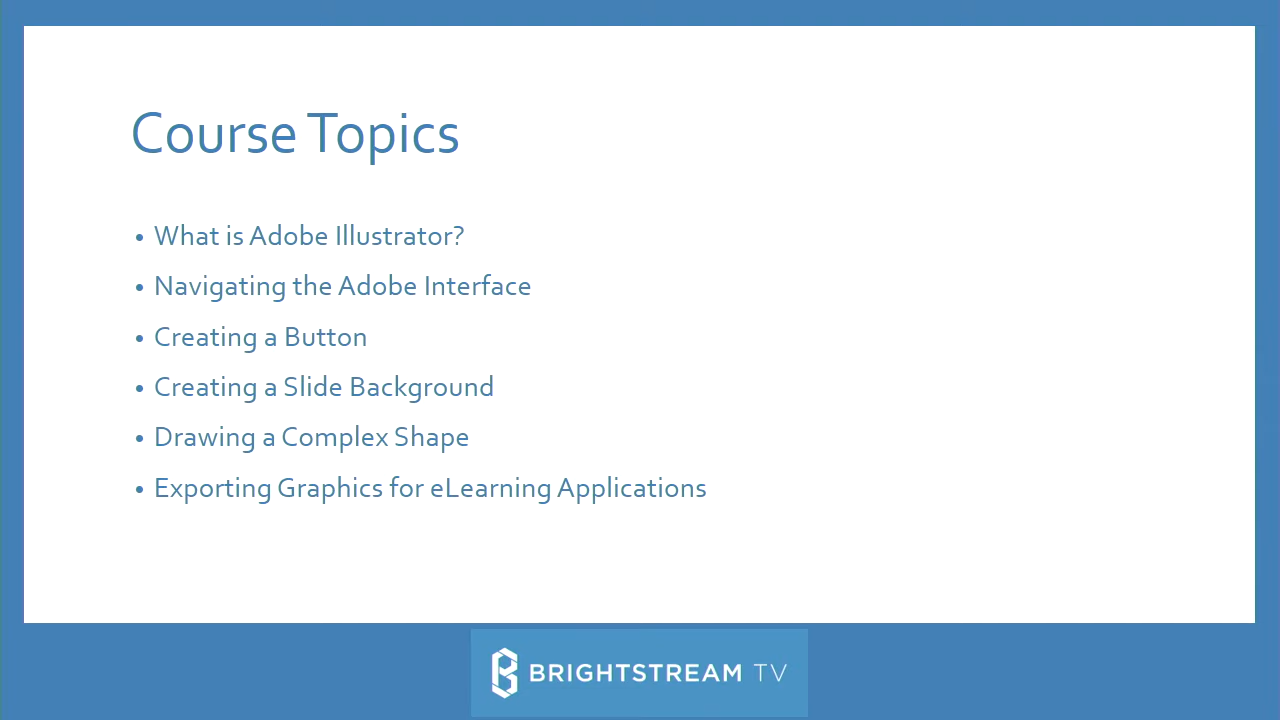 Course Topics
• What is Adobe Illustrator?
• Navigating the Adobe Interface
• Creating a Button
• Creating a Slide Background
• Drawing a Complex Shape
• Exporting Graphics for eLearning Applications
BRIGHTSTREAM TV